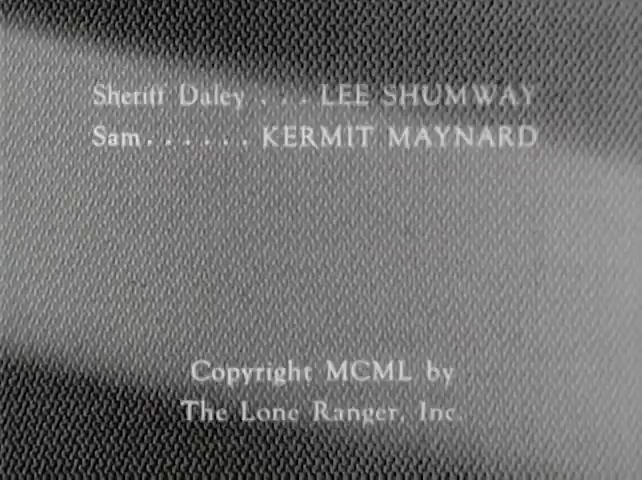 Sheriff Daley . . . LEE SHUMWAY
Sam . . . . . . KERMIT MAYNARD
Copyright MCML by
The Lone Ranger, Inc.